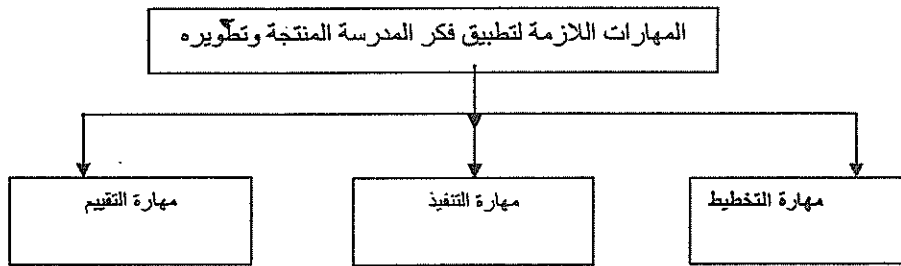 المهارات اللازمة لتطبيق فكر المدرسة المنتجة وتطويره
مهارة التخطيط
مهارة التنفيذ
مهارة التقييم